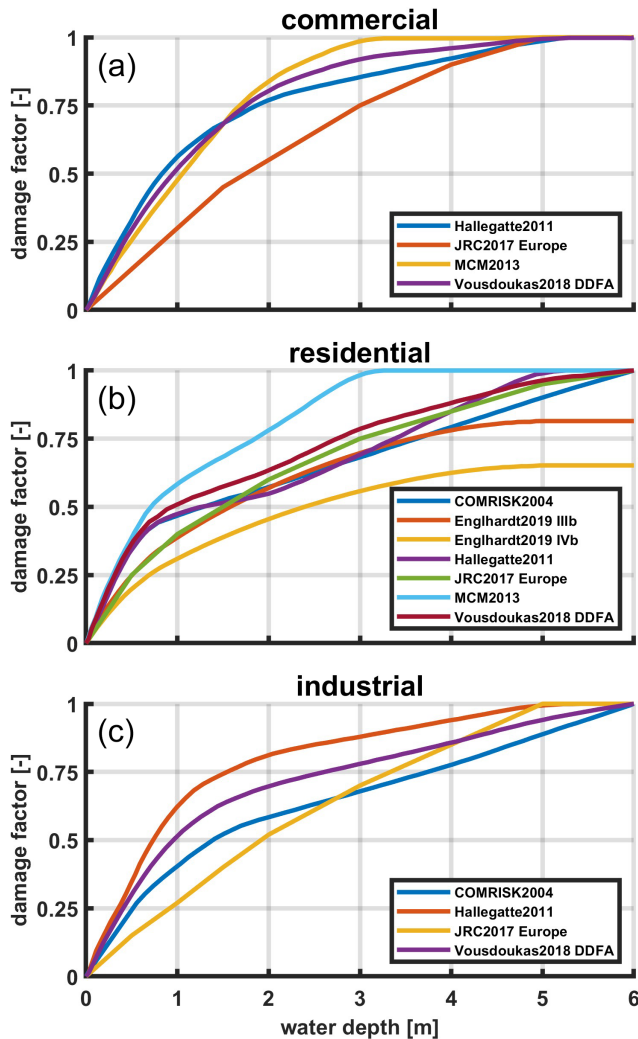 commercial
(a)
damage factor [-]
1
0.75
0.5
0.25
0
Hallegatte2011
JRC2017 Europe
MCM2013
Vousdoukas2018 DDFA
residential
(b)
damage factor [-]
1
0.75
0.5
0.25
0
COMRISK2004
Englhardt2019 IIIb
Englhardt2019 IVb
Hallegatte2011
JRC2017 Europe
MCM2013
Vousdoukas2018 DDFA
industrial
(c)
damage factor [-]
1
0.75
0.5
0.25
0
COMRISK2004
Hallegatte2011
JRC2017 Europe
Vousdoukas2018 DDFA
0 1 2 3 4 5 6
water depth [m]